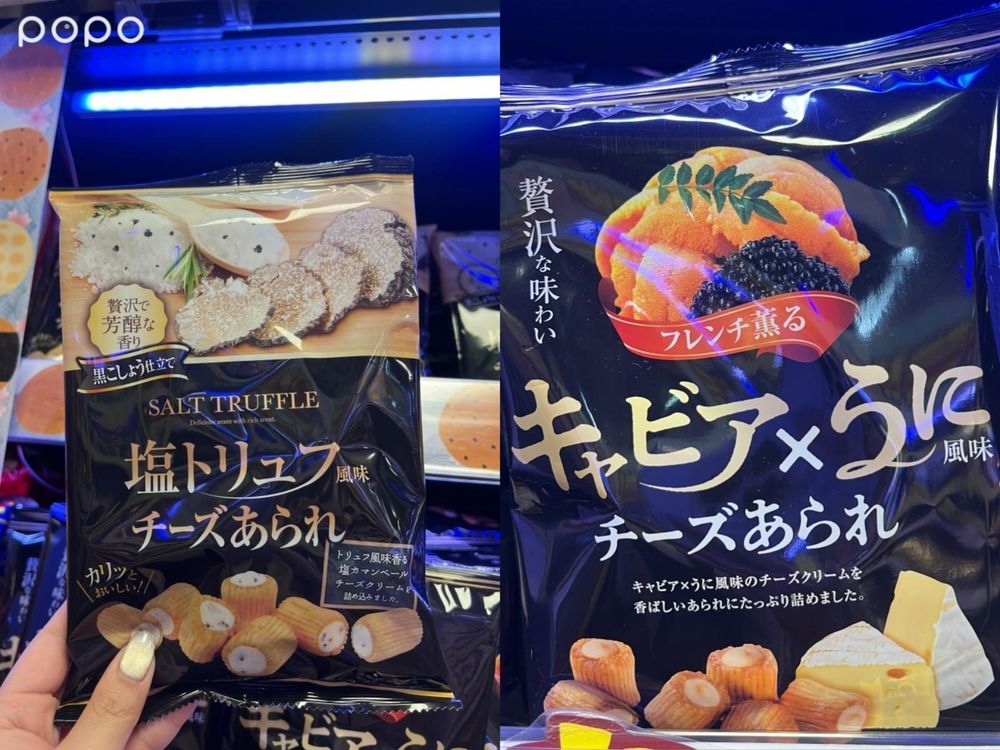 popo
贅沢で
芳醇な
香り
黒こしょう仕立て
SALT TRUFFLE
Delicious arare with rich scent.
塩トリュフ風味
チーズあられ
カリッと
おいしい!
トリュフ風味香る
塩カマンベール
チーズクリームを
詰め込みました。
キャビア×うに
贅沢な味わい
フレンチ薫る
キャビア×うに風味
チーズあられ
キャビア×うに風味のチーズクリームを
香ばしいあられにたっぷり詰めました。